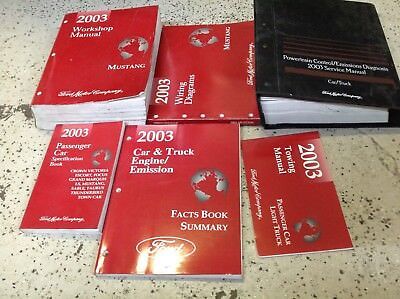 2003
Workshop
Manual
MUSTANG
Ford Motor Company,
2003
Wiring
Diagrams
MUSTANG
Ford Motor Company,
Powertrain Control/Emissions Diagnosis
2003 Service Manual
Car/Truck
2003
Passenger
Car
Specification
Book
CROWN VICTORIA
ESCORT, FOCUS
GRAND MARQUIS
LS, MUSTANG,
SABLE, TAURUS
THUNDERBIRD
TOWN CAR
Ford Motor Company,
2003
Car & Truck
Engine/
Emission
FACTS BOOK
SUMMARY
Ford
2003
Towing
Manual
PASSENGER CAR
LIGHT TRUCK
Ford Motor Company,